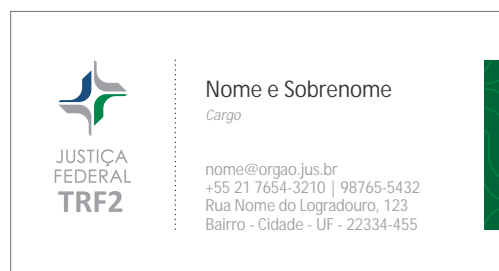 JUSTIÇA
FEDERAL
TRF2
Nome e Sobrenome
Cargo
nome@orgao.jus.br
+55 21 7654-3210 | 98765-5432
Rua Nome do Logradouro, 123
Bairro - Cidade - UF - 22334-455